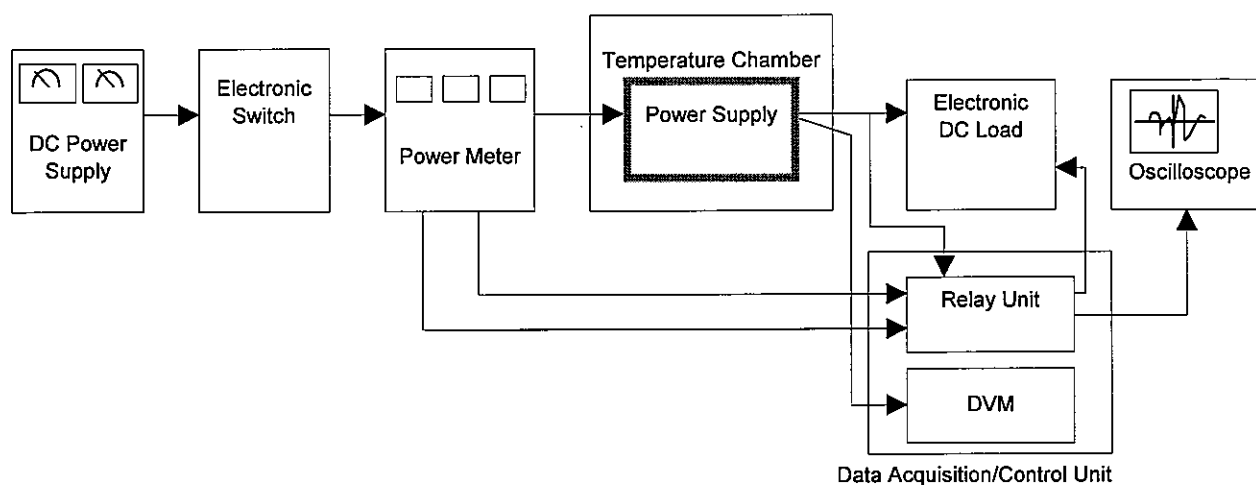 DC Power
Supply
Electronic
Switch
Power Meter
Temperature Chamber
Power Supply
Electronic
DC Load
Oscilloscope
Relay Unit
DVM
Data Acquisition/Control Unit